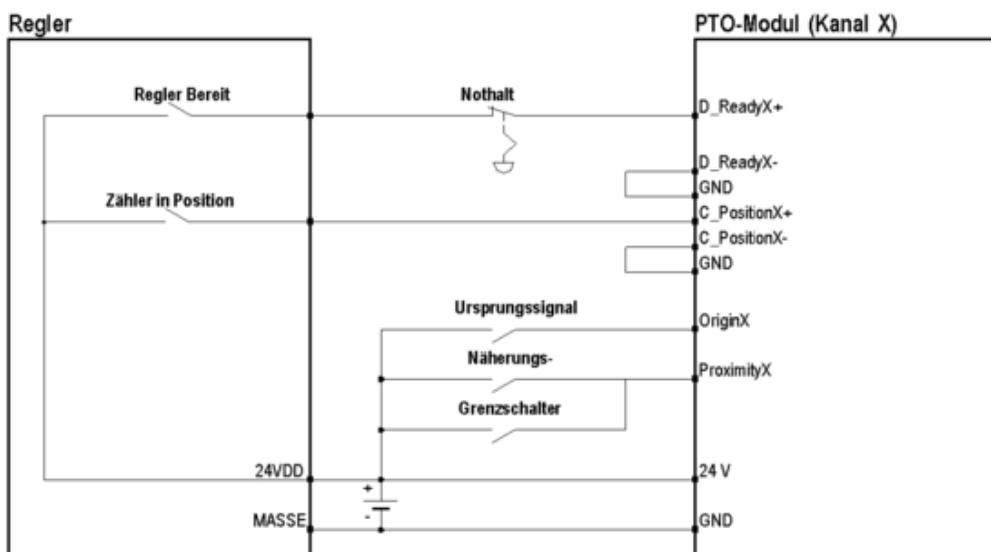 Regler
PTO-Modul (Kanal X)
Regler Bereit
Nothalt
D_ReadyX+
D_ReadyX-
GND
Zähler in Position
C_PositionX+
C_PositionX-
GND
Ursprungssignal
OriginX
Näherungs-
ProximityX
Grenzschalter
24VDD
24 V
+
-
MASSE
GND